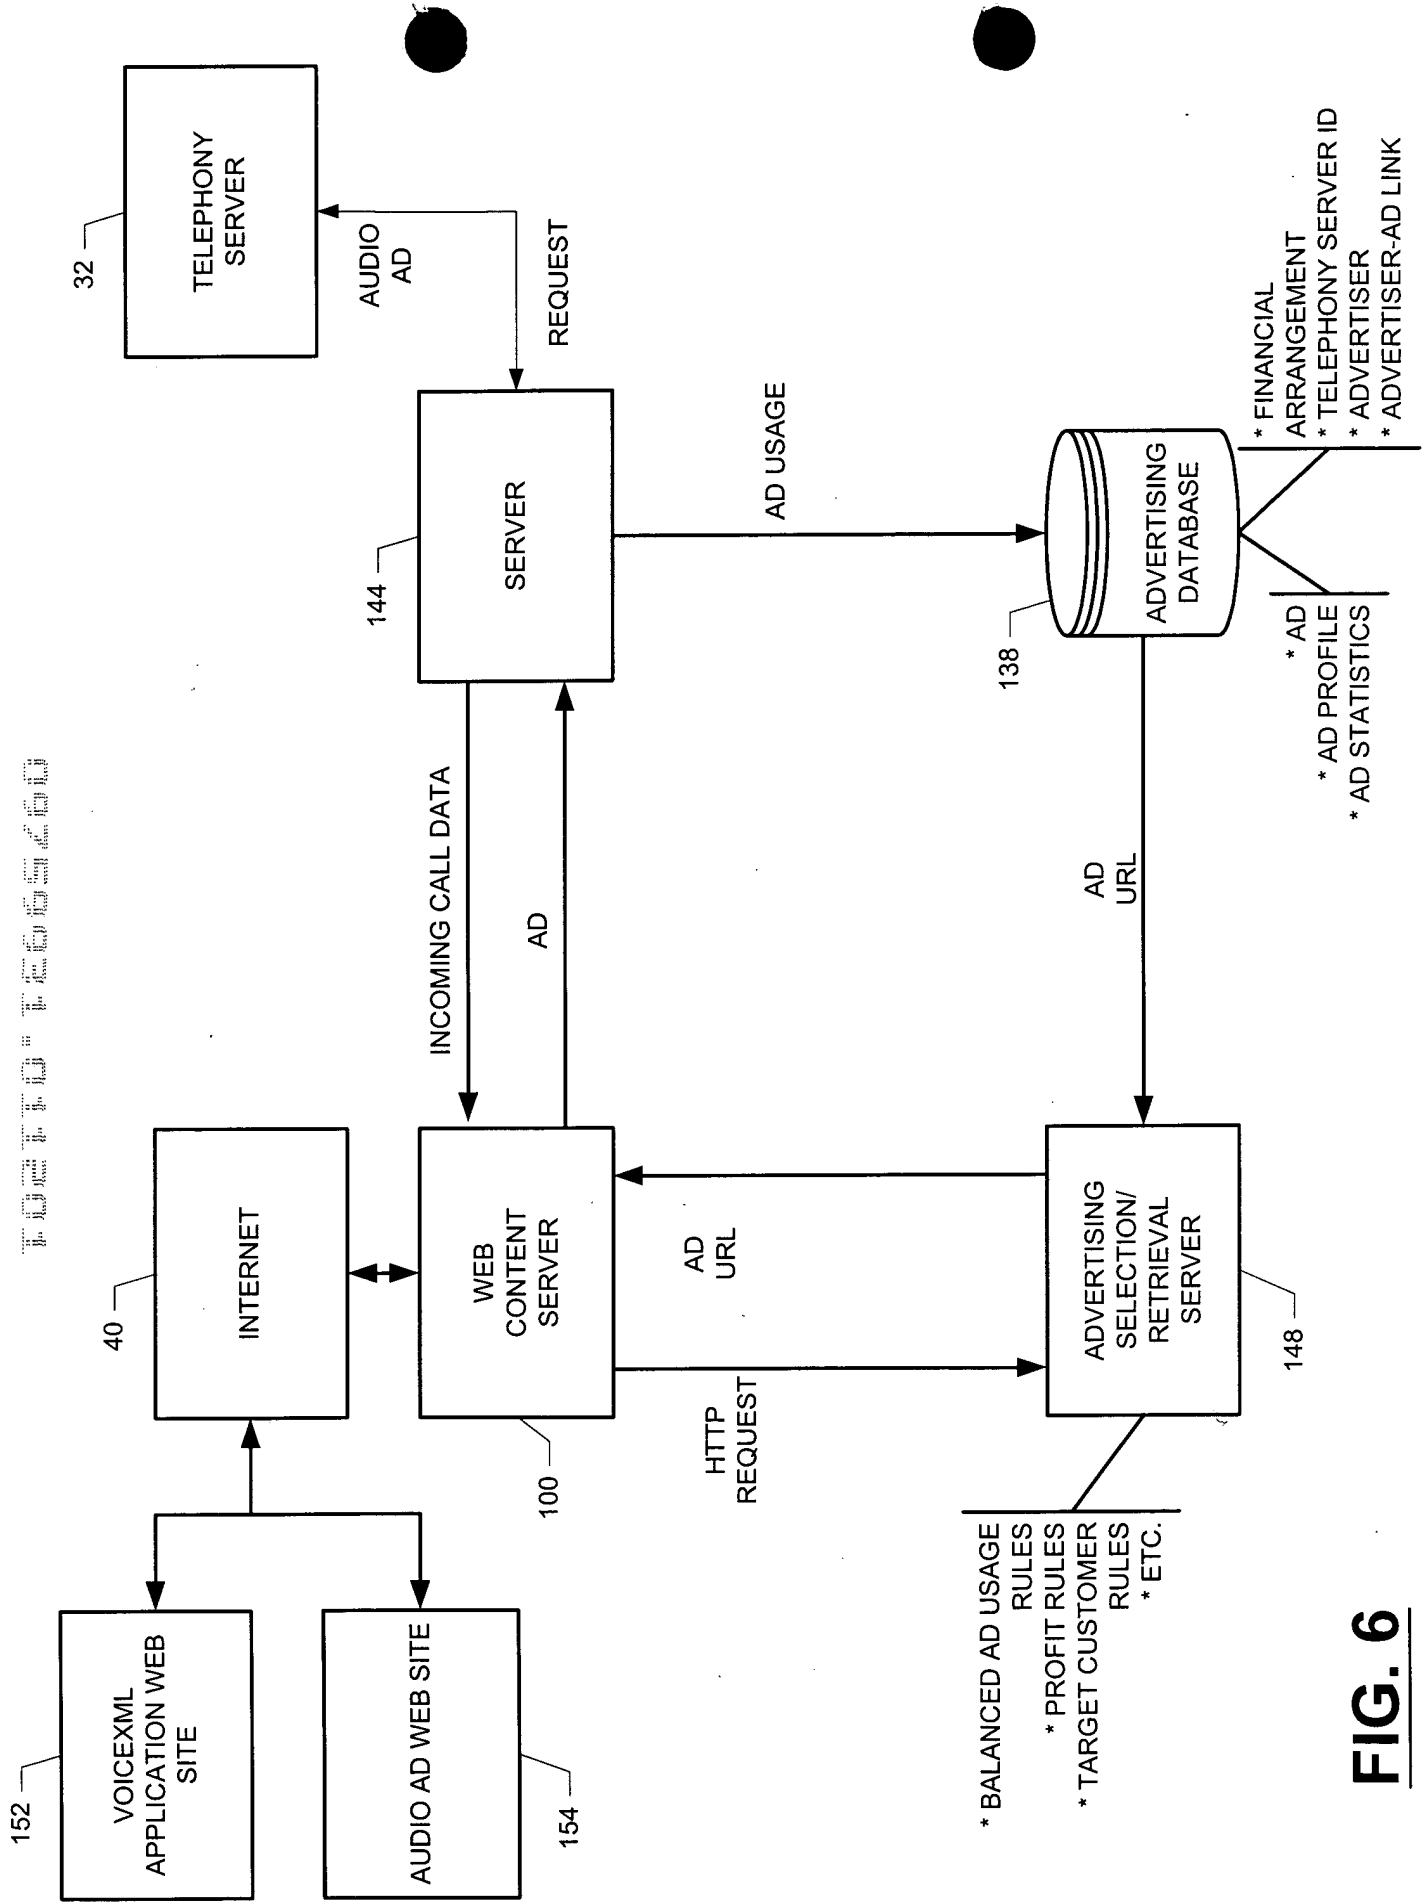 152
VOICEXML
APPLICATION WEB
SITE
40
INTERNET
32
TELEPHONY
SERVER
AUDIO AD WEB SITE
154
100
WEB
CONTENT
SERVER
INCOMING CALL DATA
AD
144
SERVER
AUDIO
AD
REQUEST
HTTP
REQUEST
AD
URL
AD USAGE
* BALANCED AD USAGE
RULES
* PROFIT RULES
* TARGET CUSTOMER
RULES
* ETC.
ADVERTISING
SELECTION/
RETRIEVAL
SERVER
148
AD
URL
138
ADVERTISING
DATABASE
* AD
* AD PROFILE
* AD STATISTICS
* FINANCIAL
ARRANGEMENT
* TELEPHONY SERVER ID
* ADVERTISER
* ADVERTISER-AD LINK
FIG. 6